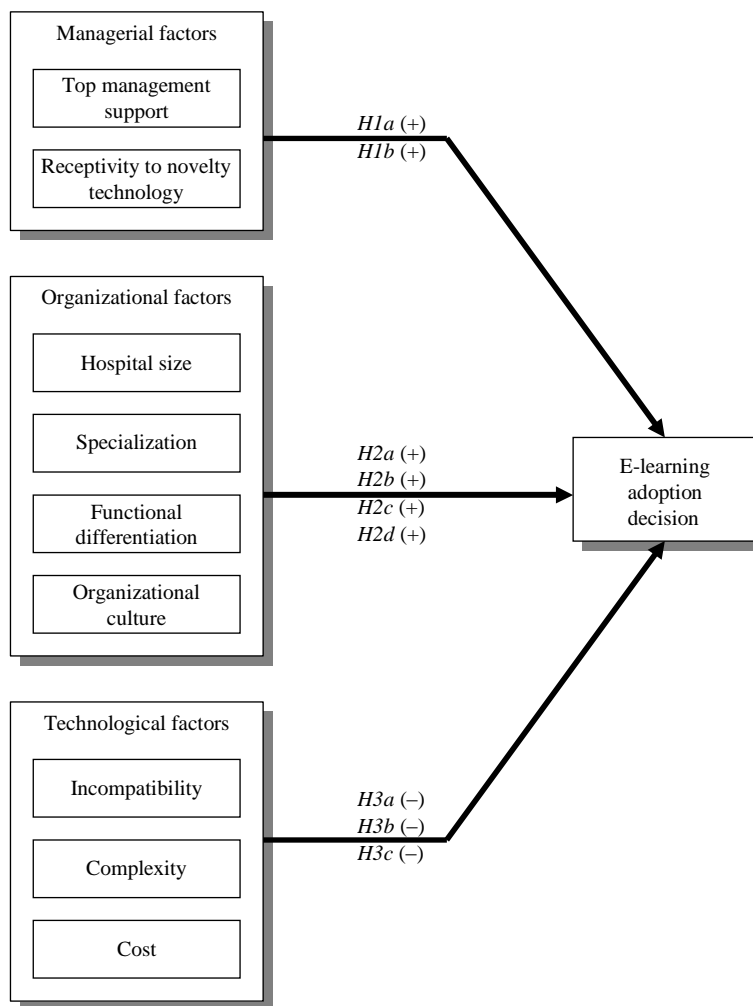 Managerial factors
Top management
support
Receptivity to novelty
technology
H1a (+)
H1b (+)
Organizational factors
Hospital size
Specialization
Functional
differentiation
Organizational
culture
H2a (+)
H2b (+)
H2c (+)
H2d (+)
E-learning
adoption
decision
Technological factors
Incompatibility
Complexity
Cost
H3a (–)
H3b (–)
H3c (–)